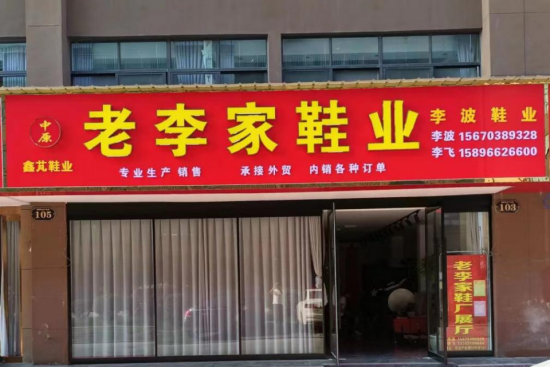 中原
鑫芃鞋业
老李家鞋业
专业生产 销售 承接外贸 内销各种订单
李波鞋业
李波 15670389328
李飞 15896626600
105
103
老李家鞋厂展厅